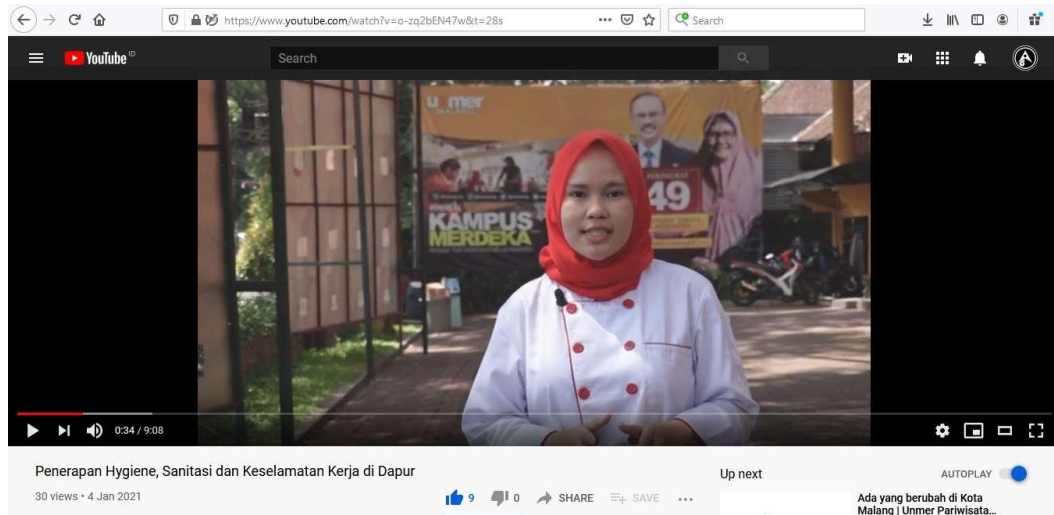 https://www.youtube.com/watch?v=o-zq2bEN47w&t=28s
Search
YouTube ID
Search
unmer
MALANG
PERINGKAT
49
KAMPUS
MERDEKA
0:34 / 9:08
Penerapan Hygiene, Sanitasi dan Keselamatan Kerja di Dapur
30 views • 4 Jan 2021
9
0
SHARE
SAVE
Up next
AUTOPLAY
Ada yang berubah di Kota
Malang | Unmer Pariwisata...